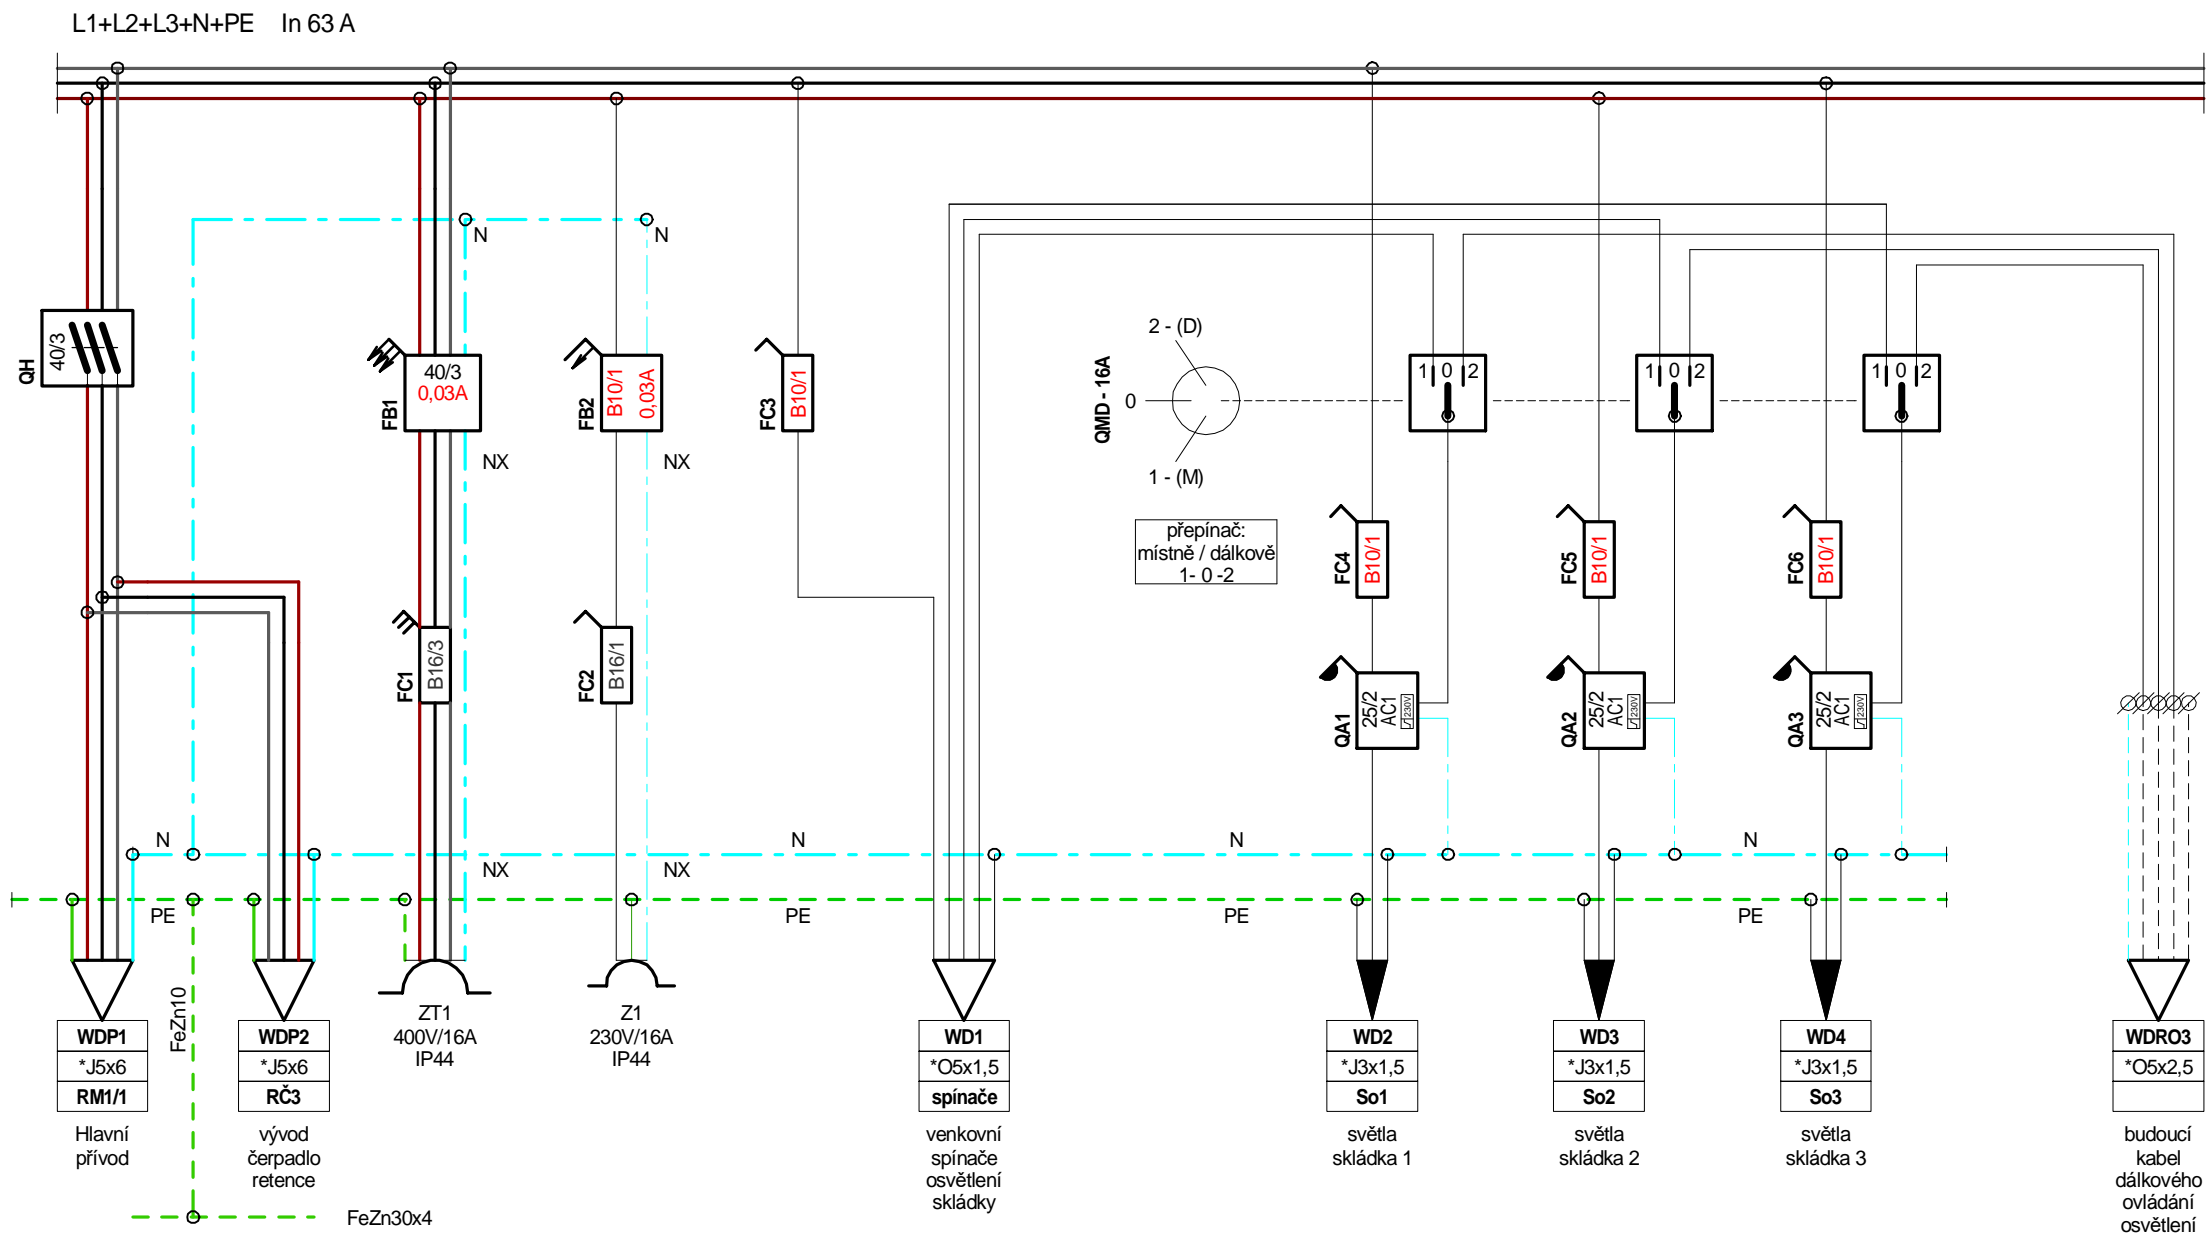 L1+L2+L3+N+PE In 63 A
N
N
2 - (D)
QH
40/3
FB1
40/3
0,03A
FB2
B10/1
0,03A
FC3
B10/1
QMD - 16A
0
1 0 2
1 0 2
1 0 2
NX
NX
1 - (M)
přepínač:
místně / dálkově
1- 0 -2
FC4
B10/1
FC5
B10/1
FC6
B10/1
FC1
B16/3
FC2
B16/1
QA1
25/2
AC1
230V
QA2
25/2
AC1
230V
QA3
25/2
AC1
230V
N
N
N
N
NX
NX
PE
PE
PE
PE
FeZn10
ZT1
400V/16A
IP44
Z1
230V/16A
IP44
WDP1
*J5x6
RM1/1
Hlavní
přívod
WDP2
*J5x6
RČ3
vývod
čerpadlo
retence
WD1
*O5x1,5
spínače
venkovní
spínače
osvětlení
skládky
WD2
*J3x1,5
So1
světla
skládka 1
WD3
*J3x1,5
So2
světla
skládka 2
WD4
*J3x1,5
So3
světla
skládka 3
WDRO3
*O5x2,5
budoucí
kabel
dálkového
ovládání
osvětlení
FeZn30x4